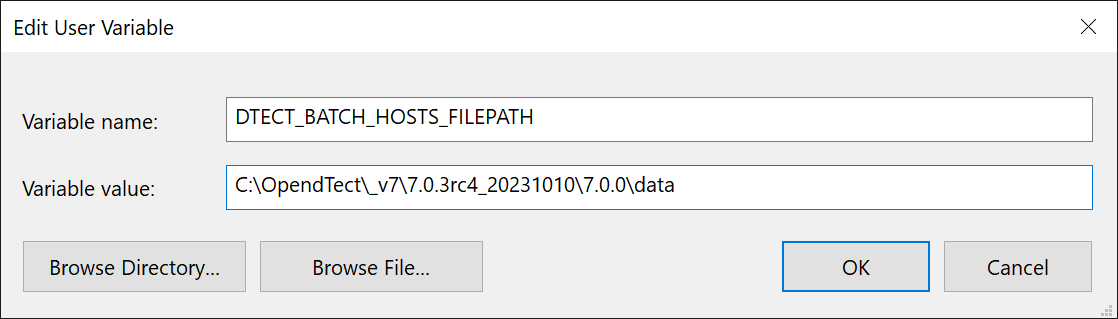 Edit User Variable
Variable name: DTECT_BATCH_HOSTS_FILEPATH
Variable value: C:\OpendTect\_v7\7.0.3rc4_20231010\7.0.0\data
Browse Directory... Browse File... OK Cancel